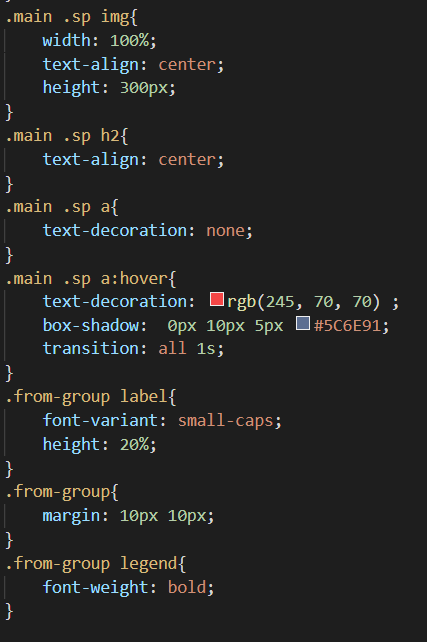 .main .sp img{
    width: 100%;
    text-align: center;
    height: 300px;
}
.main .sp h2{
    text-align: center;
}
.main .sp a{
    text-decoration: none;
}
.main .sp a:hover{
    text-decoration: rgb(245, 70, 70) ;
    box-shadow:  0px 10px 5px #5C6E91;
    transition: all 1s;
}
.from-group label{
    font-variant: small-caps;
    height: 20%;
}
.from-group{
    margin: 10px 10px;
}
.from-group legend{
    font-weight: bold;
}